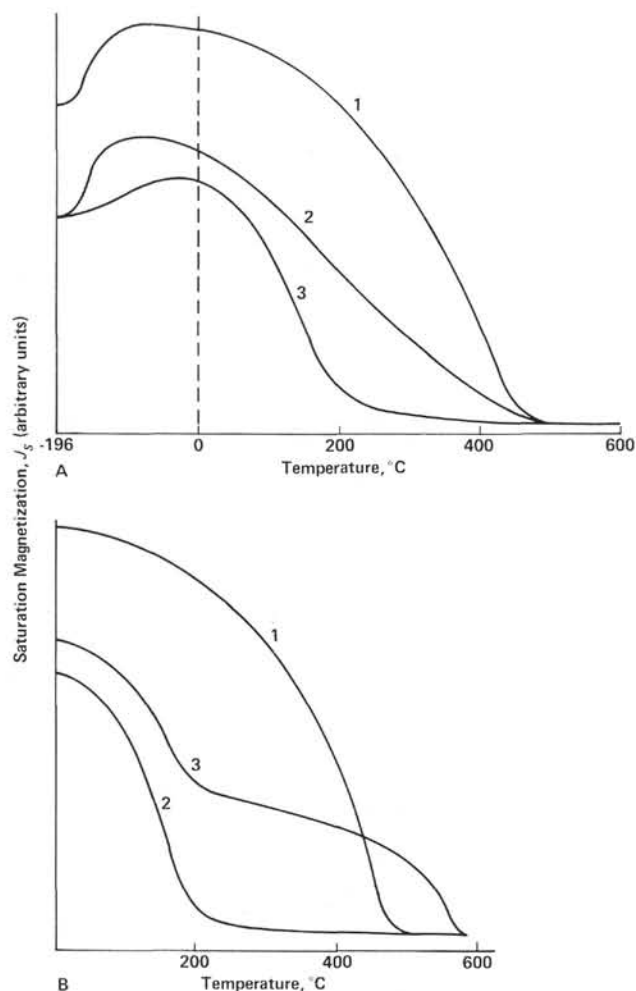 1
2
3
-196 0 200 400 600
Temperature, °C
A
Saturation Magnetization, J_S (arbitrary units)
1
3
2
200 400 600
Temperature, °C
B